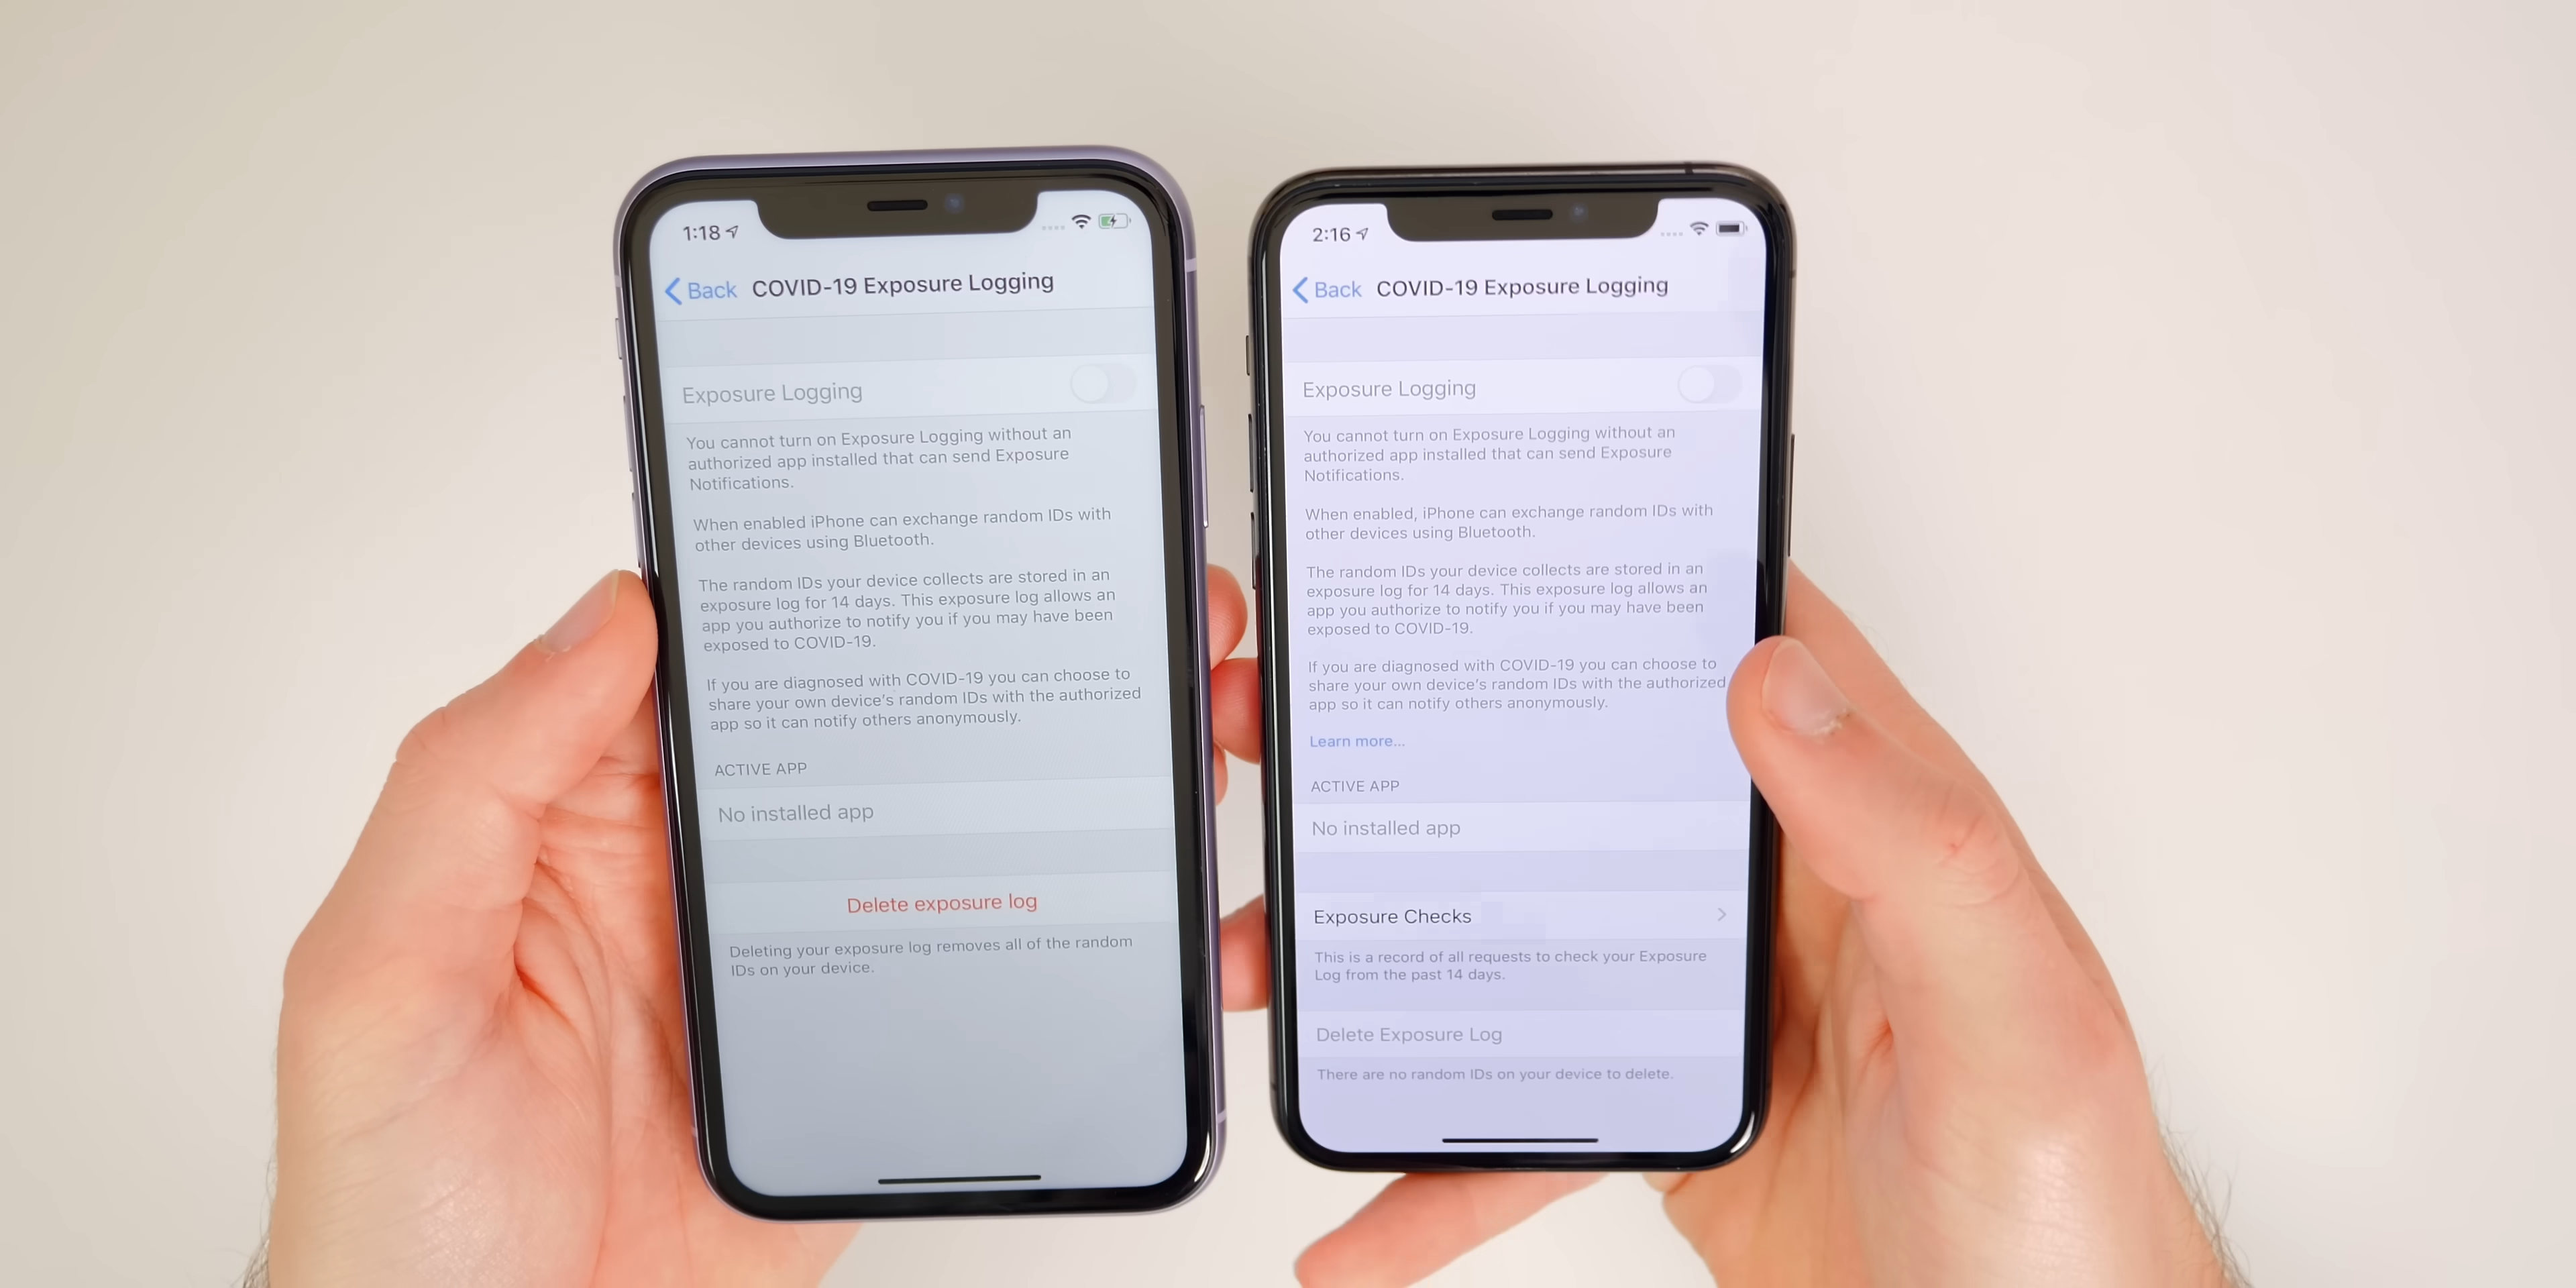 1:18
Back COVID-19 Exposure Logging
Exposure Logging
You cannot turn on Exposure Logging without an
authorized app installed that can send Exposure
Notifications.
When enabled iPhone can exchange random IDs with
other devices using Bluetooth.
The random IDs your device collects are stored in an
exposure log for 14 days. This exposure log allows an
app you authorize to notify you if you may have been
exposed to COVID-19.
If you are diagnosed with COVID-19 you can choose to
share your own device's random IDs with the authorized
app so it can notify others anonymously.
ACTIVE APP
No installed app
Delete exposure log
Deleting your exposure log removes all of the random
IDs on your device.
2:16
Back COVID-19 Exposure Logging
Exposure Logging
You cannot turn on Exposure Logging without an
authorized app installed that can send Exposure
Notifications.
When enabled, iPhone can exchange random IDs with
other devices using Bluetooth.
The random IDs your device collects are stored in an
exposure log for 14 days. This exposure log allows an
app you authorize to notify you if you may have been
exposed to COVID-19.
If you are diagnosed with COVID-19 you can choose to
share your own device's random IDs with the authorized
app so it can notify others anonymously.
Learn more...
ACTIVE APP
No installed app
Exposure Checks
This is a record of all requests to check your Exposure
Log from the past 14 days.
Delete Exposure Log
There are no random IDs on your device to delete.